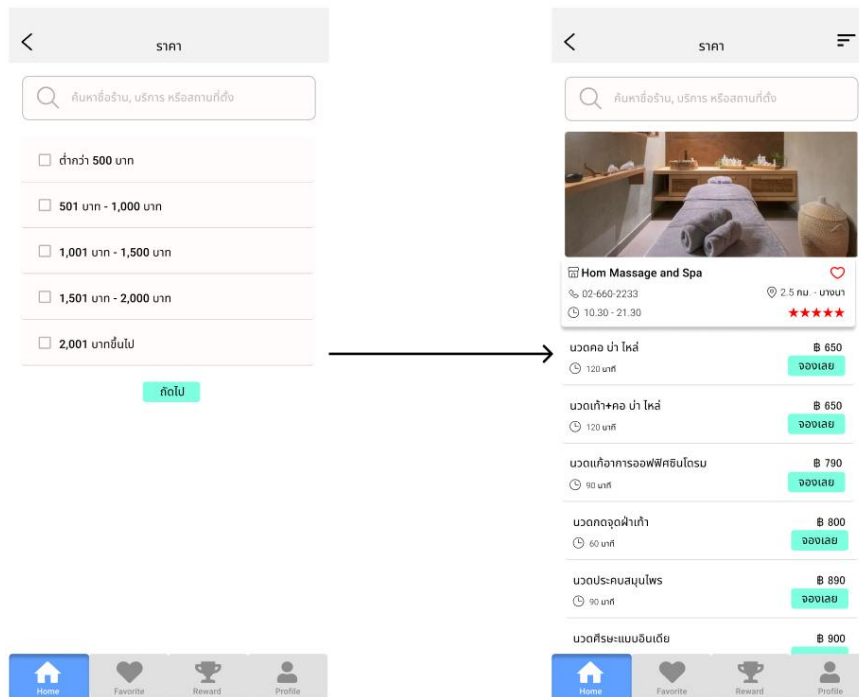 ราคา
ค้นหาชื่อร้าน, บริการ หรือสถานที่ตั้ง
ต่ำกว่า 500 บาท
501 บาท - 1,000 บาท
1,001 บาท - 1,500 บาท
1,501 บาท - 2,000 บาท
2,001 บาทขึ้นไป
ถัดไป
Home Favorite Reward Profile
ราคา
ค้นหาชื่อร้าน, บริการ หรือสถานที่ตั้ง
Hom Massage and Spa
02-660-2233 2.5 กม. - บางนา
10.30 - 21.30
นวดคอ บ่า ไหล่ ฿ 650
120 นาที จองเลย
นวดเท้า+คอ บ่า ไหล่ ฿ 650
120 นาที จองเลย
นวดแก้อาการออฟฟิศซินโดรม ฿ 790
90 นาที จองเลย
นวดกดจุดฝ่าเท้า ฿ 800
60 นาที จองเลย
นวดประคบสมุนไพร ฿ 890
90 นาที จองเลย
นวดศีรษะแบบอินเดีย ฿ 900
Home Favorite Reward Profile